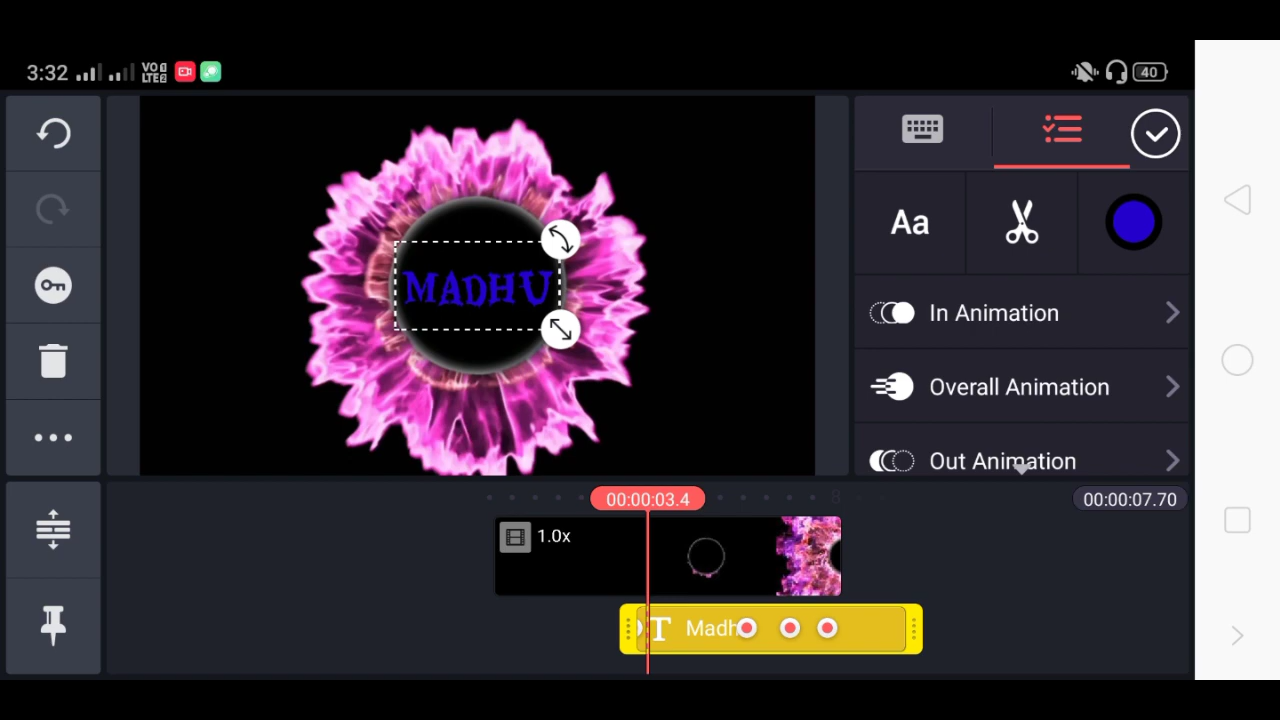 3:32 VO LTE 40
MADHU
Aa
In Animation
Overall Animation
Out Animation
00:00:03.4
00:00:07.70
1.0x
T Madh